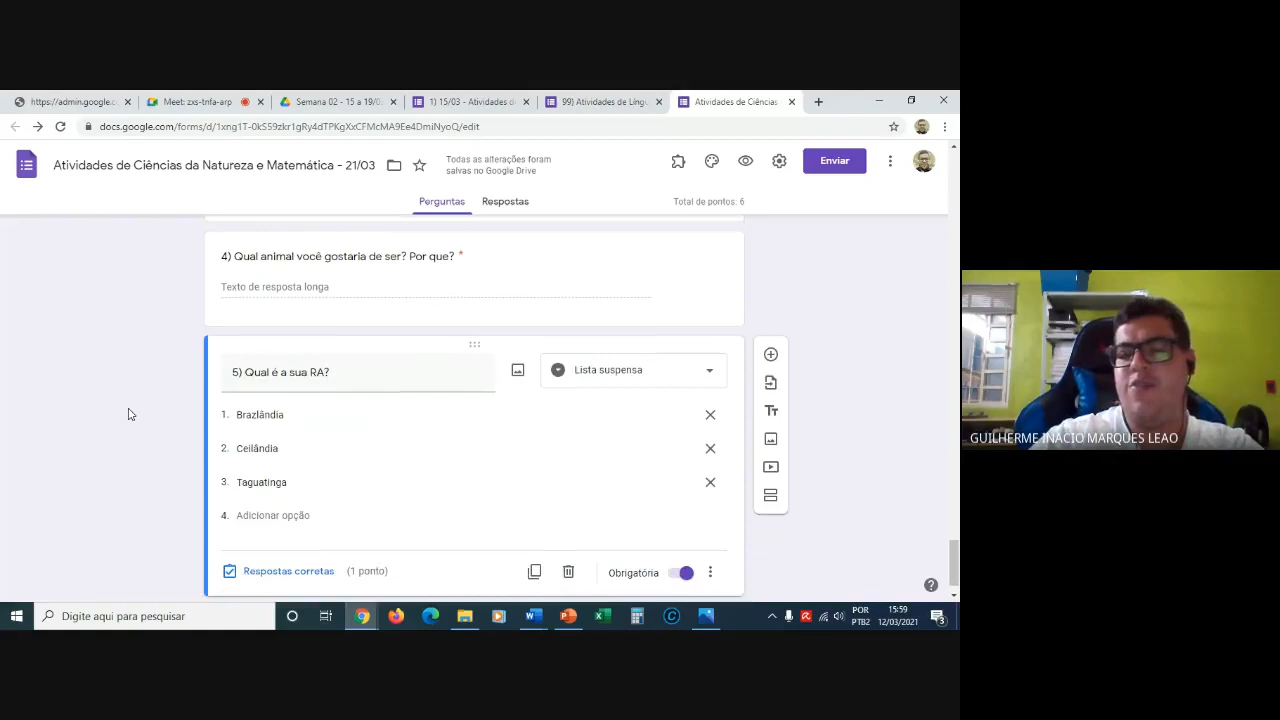 https://admin.google.c
Meet: zxs-tnfa-arp
Semana 02 - 15 a 19/0
1) 15/03 - Atividades d
99) Atividades de Língu
Atividades de Ciências
docs.google.com/forms/d/1xng1T-0kS59zkr1gRy4dTPKgXxCFMcMA9Ee4DmiNyoQ/edit
Atividades de Ciências da Natureza e Matemática - 21/03
Todas as alterações foram
salvas no Google Drive
Enviar
Perguntas
Respostas
Total de pontos: 6
4) Qual animal você gostaria de ser? Por que? *
Texto de resposta longa
5) Qual é a sua RA?
Lista suspensa
1. Brazlândia
2. Ceilândia
3. Taguatinga
4. Adicionar opção
Respostas corretas
(1 ponto)
Obrigatória
GUILHERME INACIO MARQUES LEAO
Digite aqui para pesquisar
POR
PTB2
15:59
12/03/2021
3